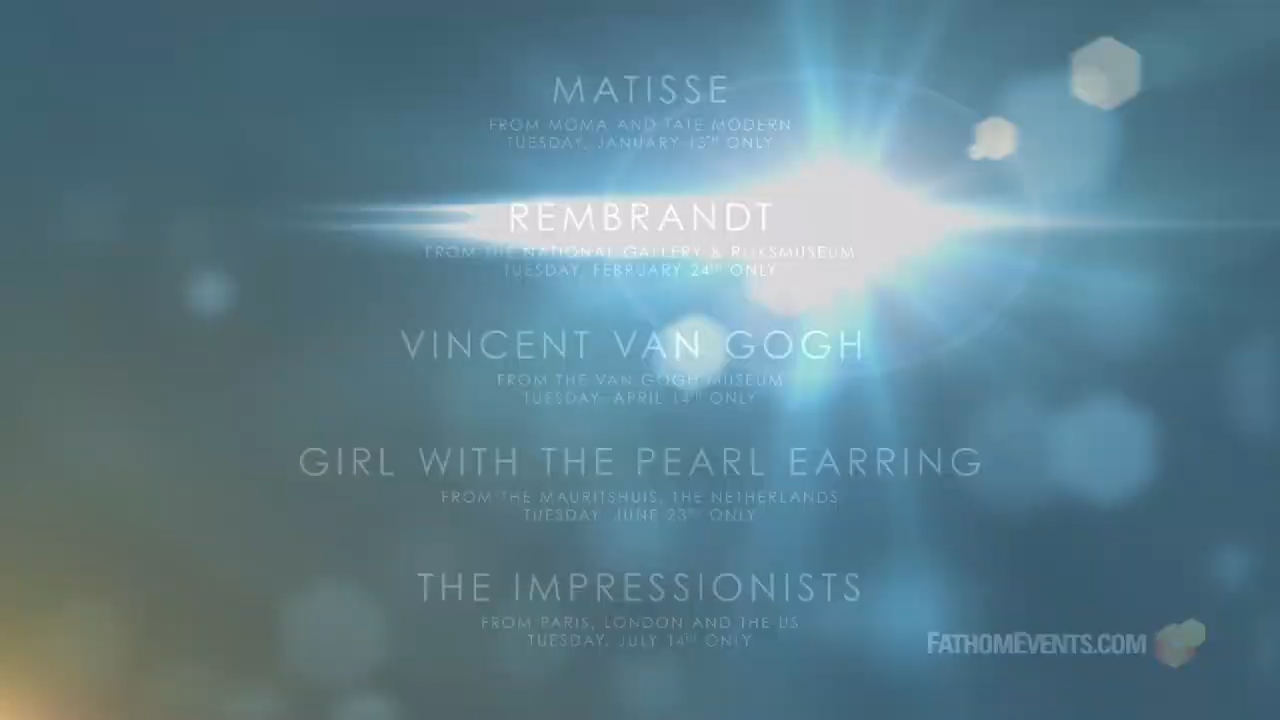 MATISSE
FROM MOMA AND TATE MODERN
TUESDAY, JANUARY 13TH ONLY
REMBRANDT
FROM THE NATIONAL GALLERY & RIJKSMUSEUM
TUESDAY, FEBRUARY 24TH ONLY
VINCENT VAN GOGH
FROM THE VAN GOGH MUSEUM
TUESDAY, APRIL 14TH ONLY
GIRL WITH THE PEARL EARRING
FROM THE MAURITSHUIS, THE NETHERLANDS
TUESDAY, JUNE 23RD ONLY
THE IMPRESSIONISTS
FROM PARIS, LONDON AND THE US
TUESDAY, JULY 14TH ONLY
FATHOMEVENTS.COM